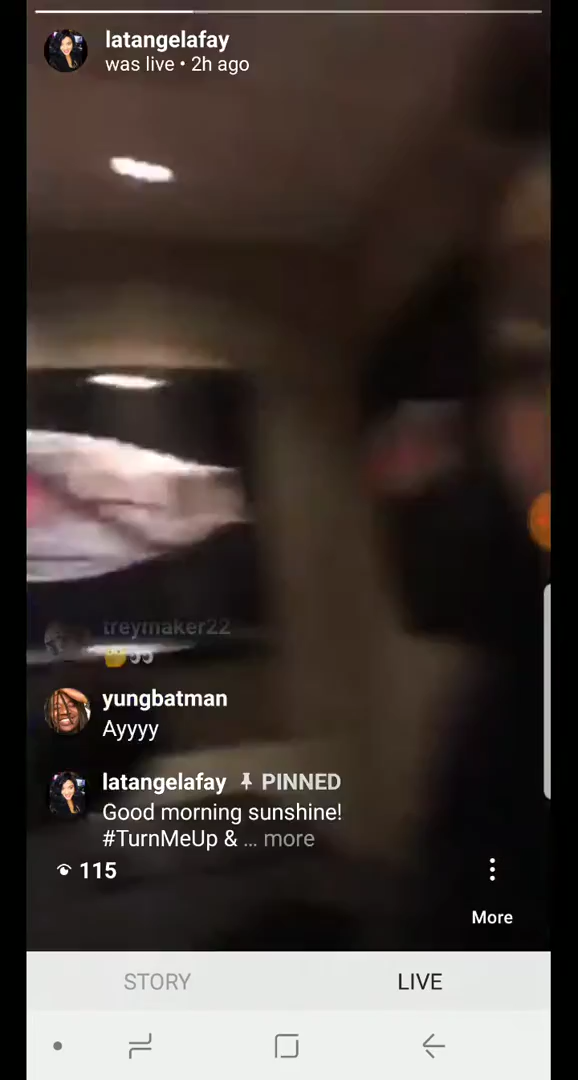 latangelafay
was live • 2h ago
treymaker22
yungbatman
Ayyyy
latangelafay PINNED
Good morning sunshine!
#TurnMeUp & ... more
115
More
STORY
LIVE